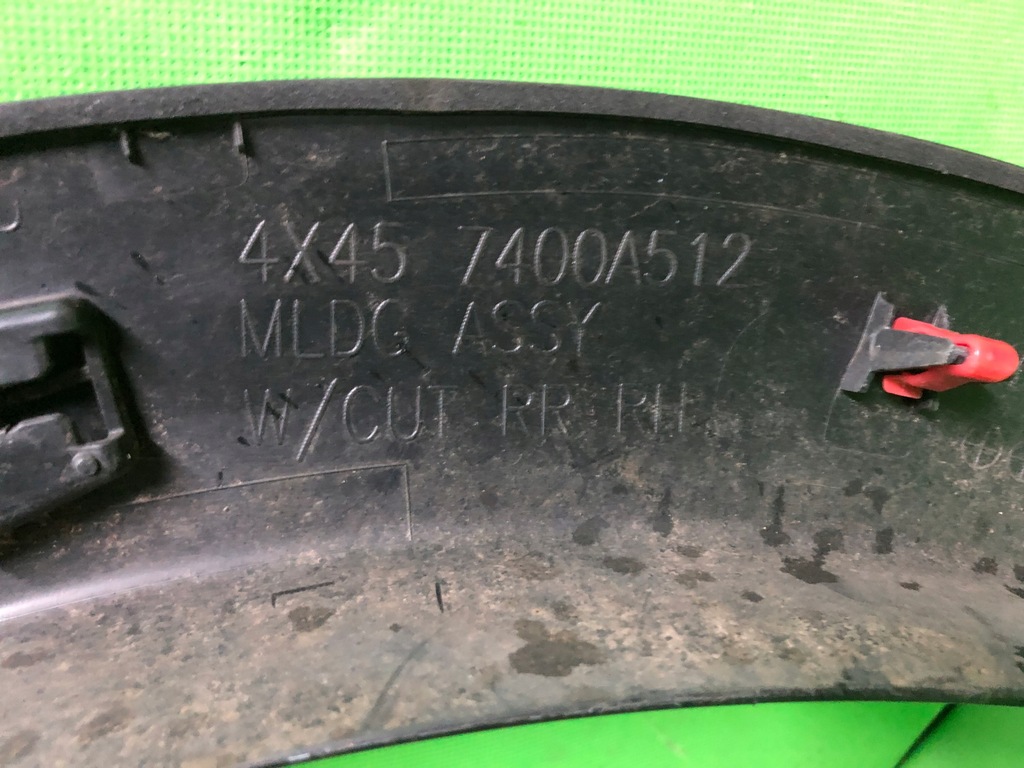 4X45 7400A512
MLDG ASSY
W/CUT RR RH